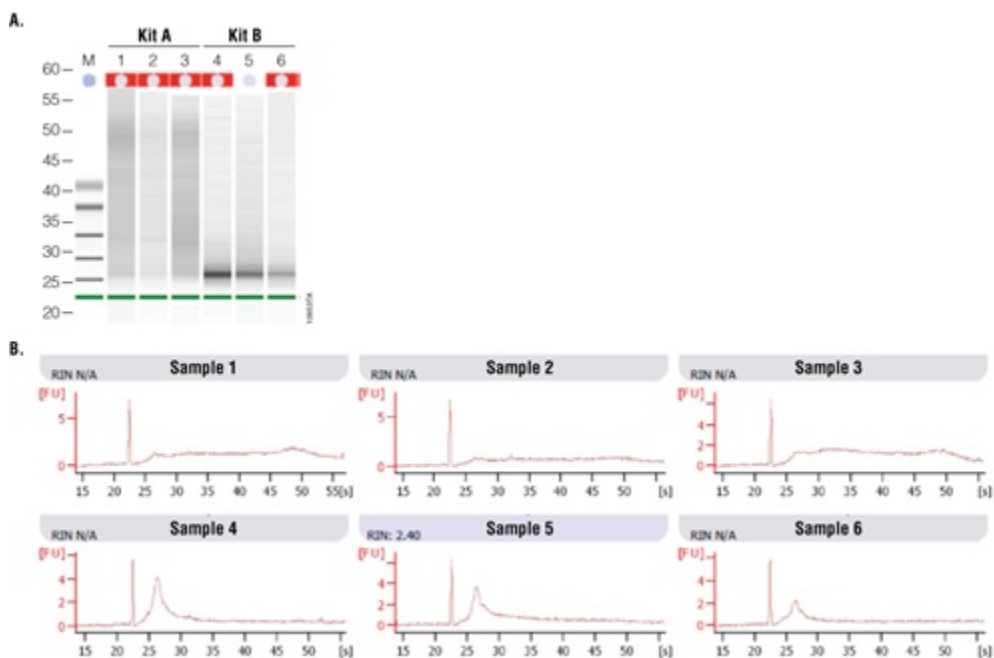 A.
Kit A Kit B
M 1 2 3 4 5 6
60
55
50
45
40
35
30
25
20
B.
Sample 1 Sample 2 Sample 3
RIN N/A RIN N/A RIN N/A
[FU] [FU] [FU]
5 5 4
2
0 0 0
15 20 25 30 35 40 45 50 55[s] 15 20 25 30 35 40 45 50 [s] 15 20 25 30 35 40 45 50 [s]
Sample 4 Sample 5 Sample 6
RIN N/A RIN: 2.40 RIN N/A
[FU] [FU] [FU]
4 4 4
2 2 2
0 0 0
15 20 25 30 35 40 45 50 [s] 15 20 25 30 35 40 45 50 [s] 15 20 25 30 35 40 45 50 [s]